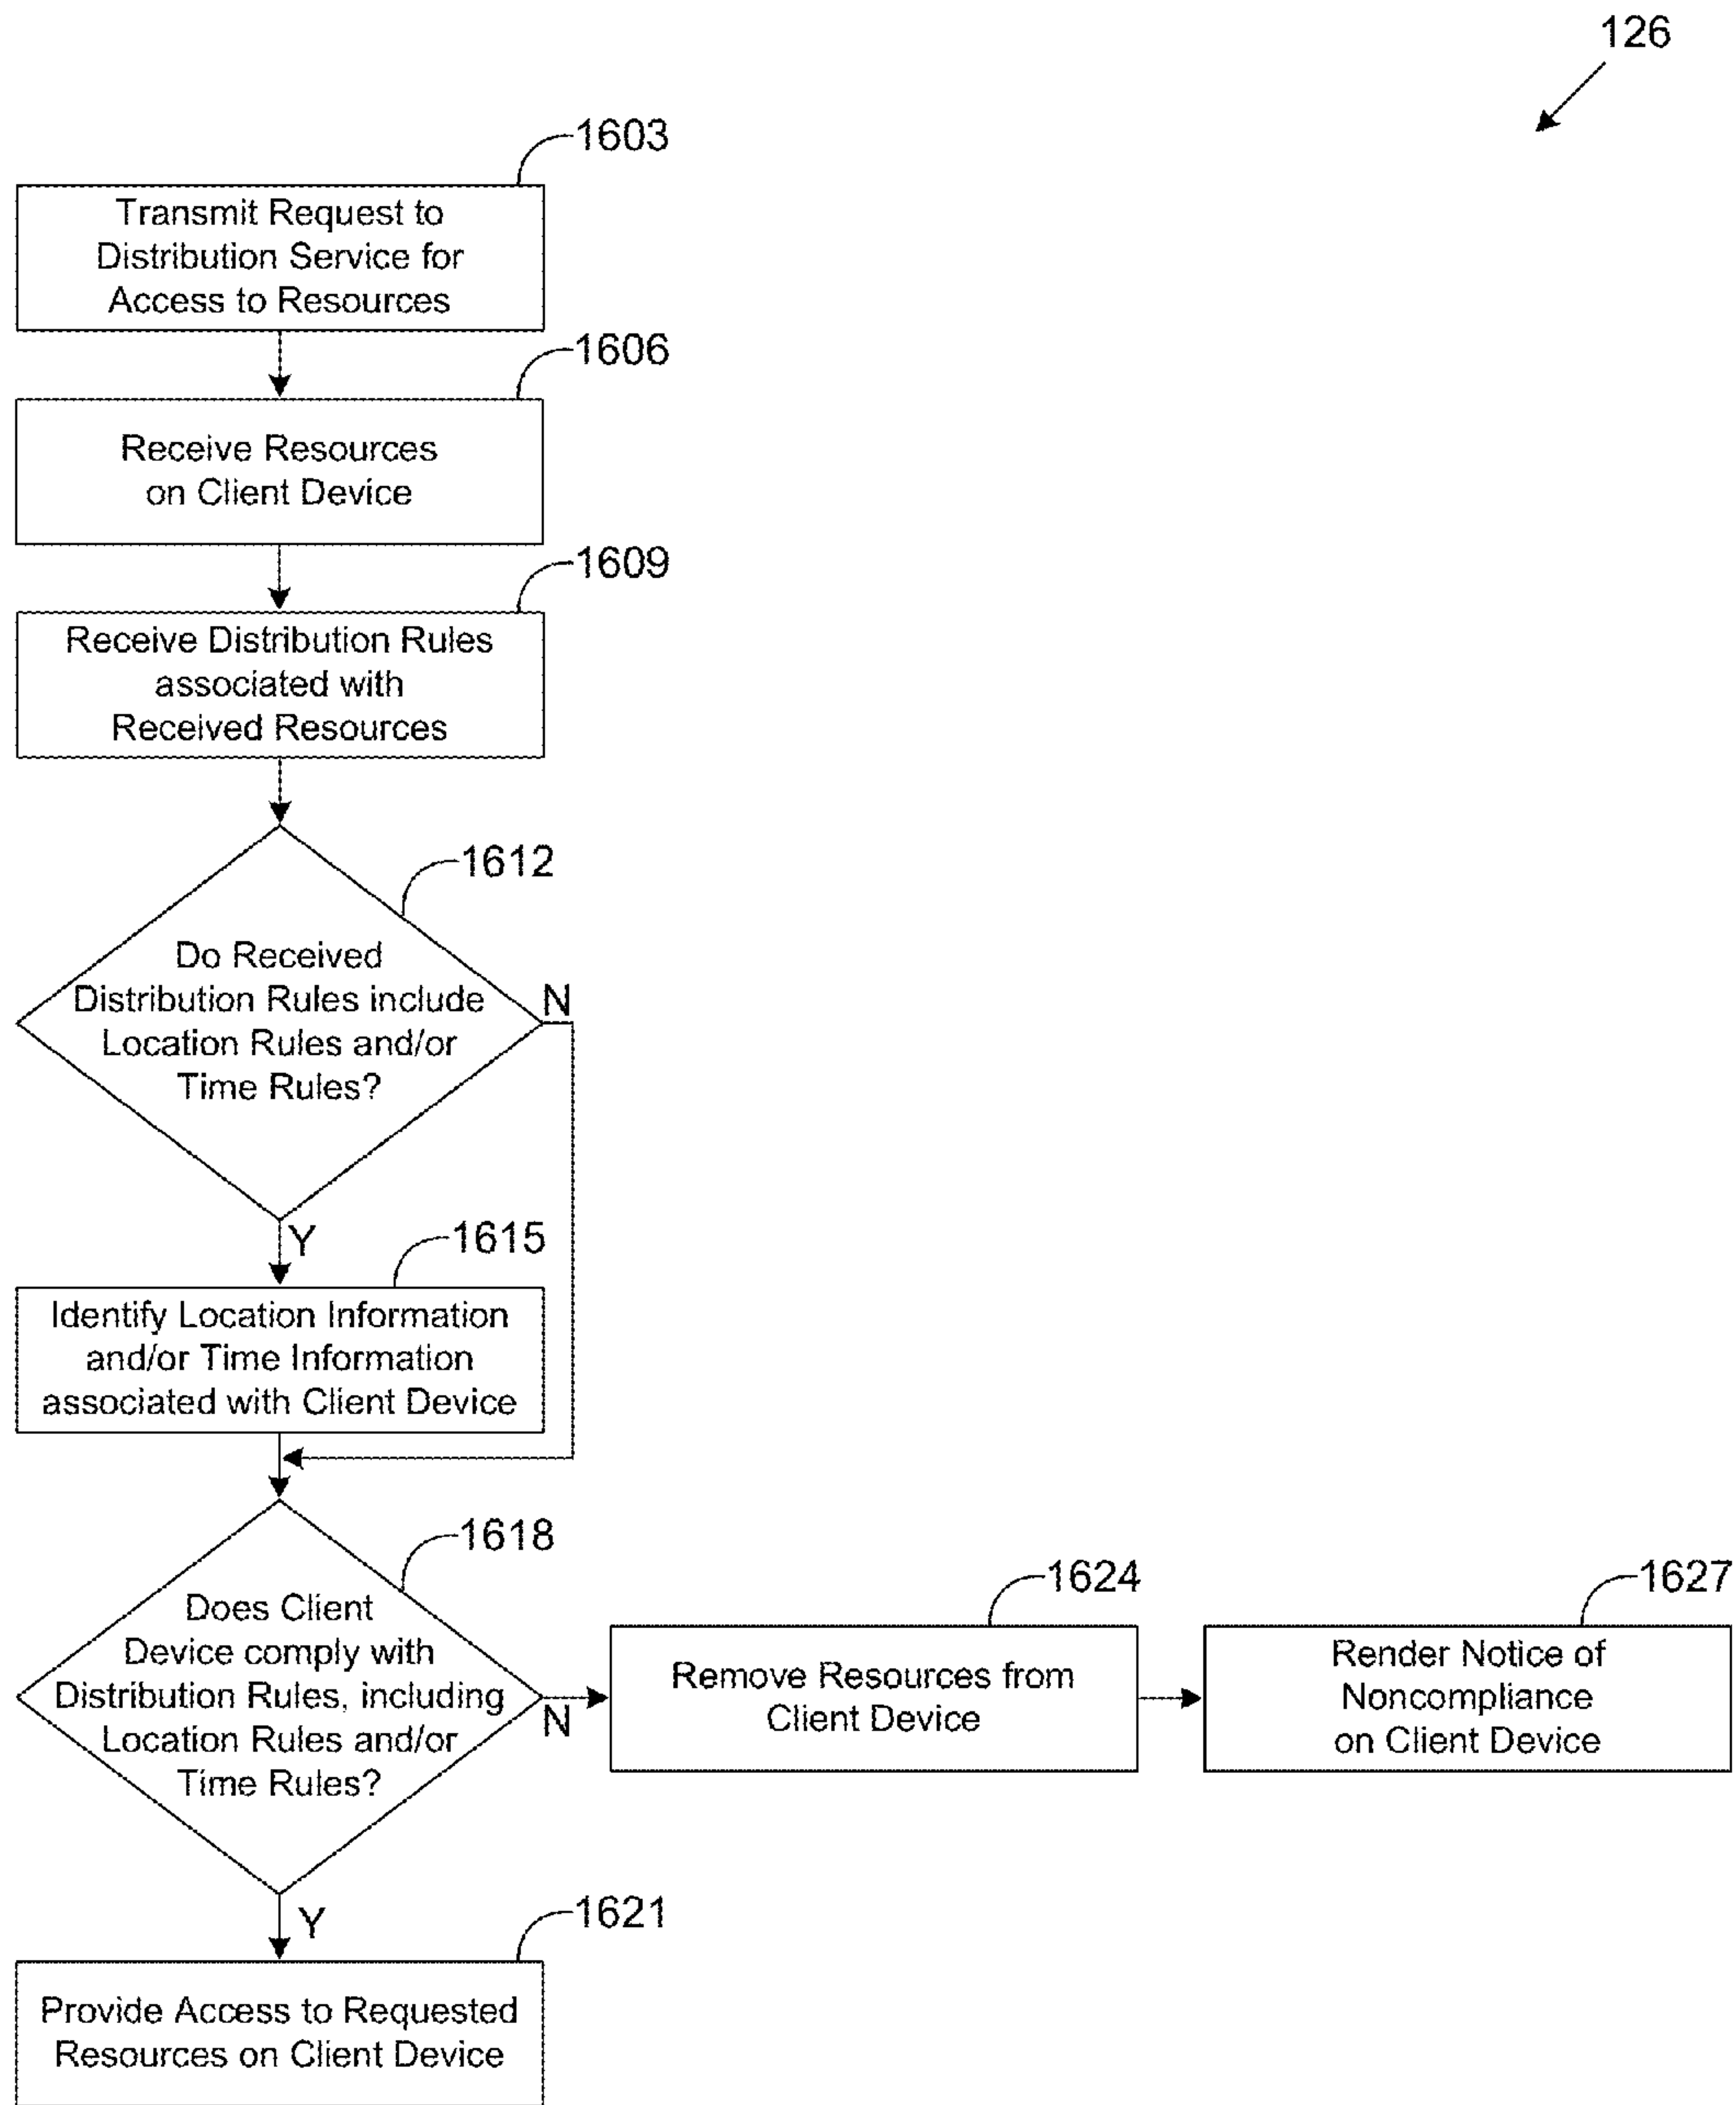 126
1603
Transmit Request to
Distribution Service for
Access to Resources
1606
Receive Resources
on Client Device
1609
Receive Distribution Rules
associated with
Received Resources
1612
Do Received
Distribution Rules include
Location Rules and/or
Time Rules?
N
Y
1615
Identify Location Information
and/or Time Information
associated with Client Device
1618
Does Client
Device comply with
Distribution Rules, including
Location Rules and/or
Time Rules?
N
1624
Remove Resources from
Client Device
1627
Render Notice of
Noncompliance
on Client Device
Y
1621
Provide Access to Requested
Resources on Client Device